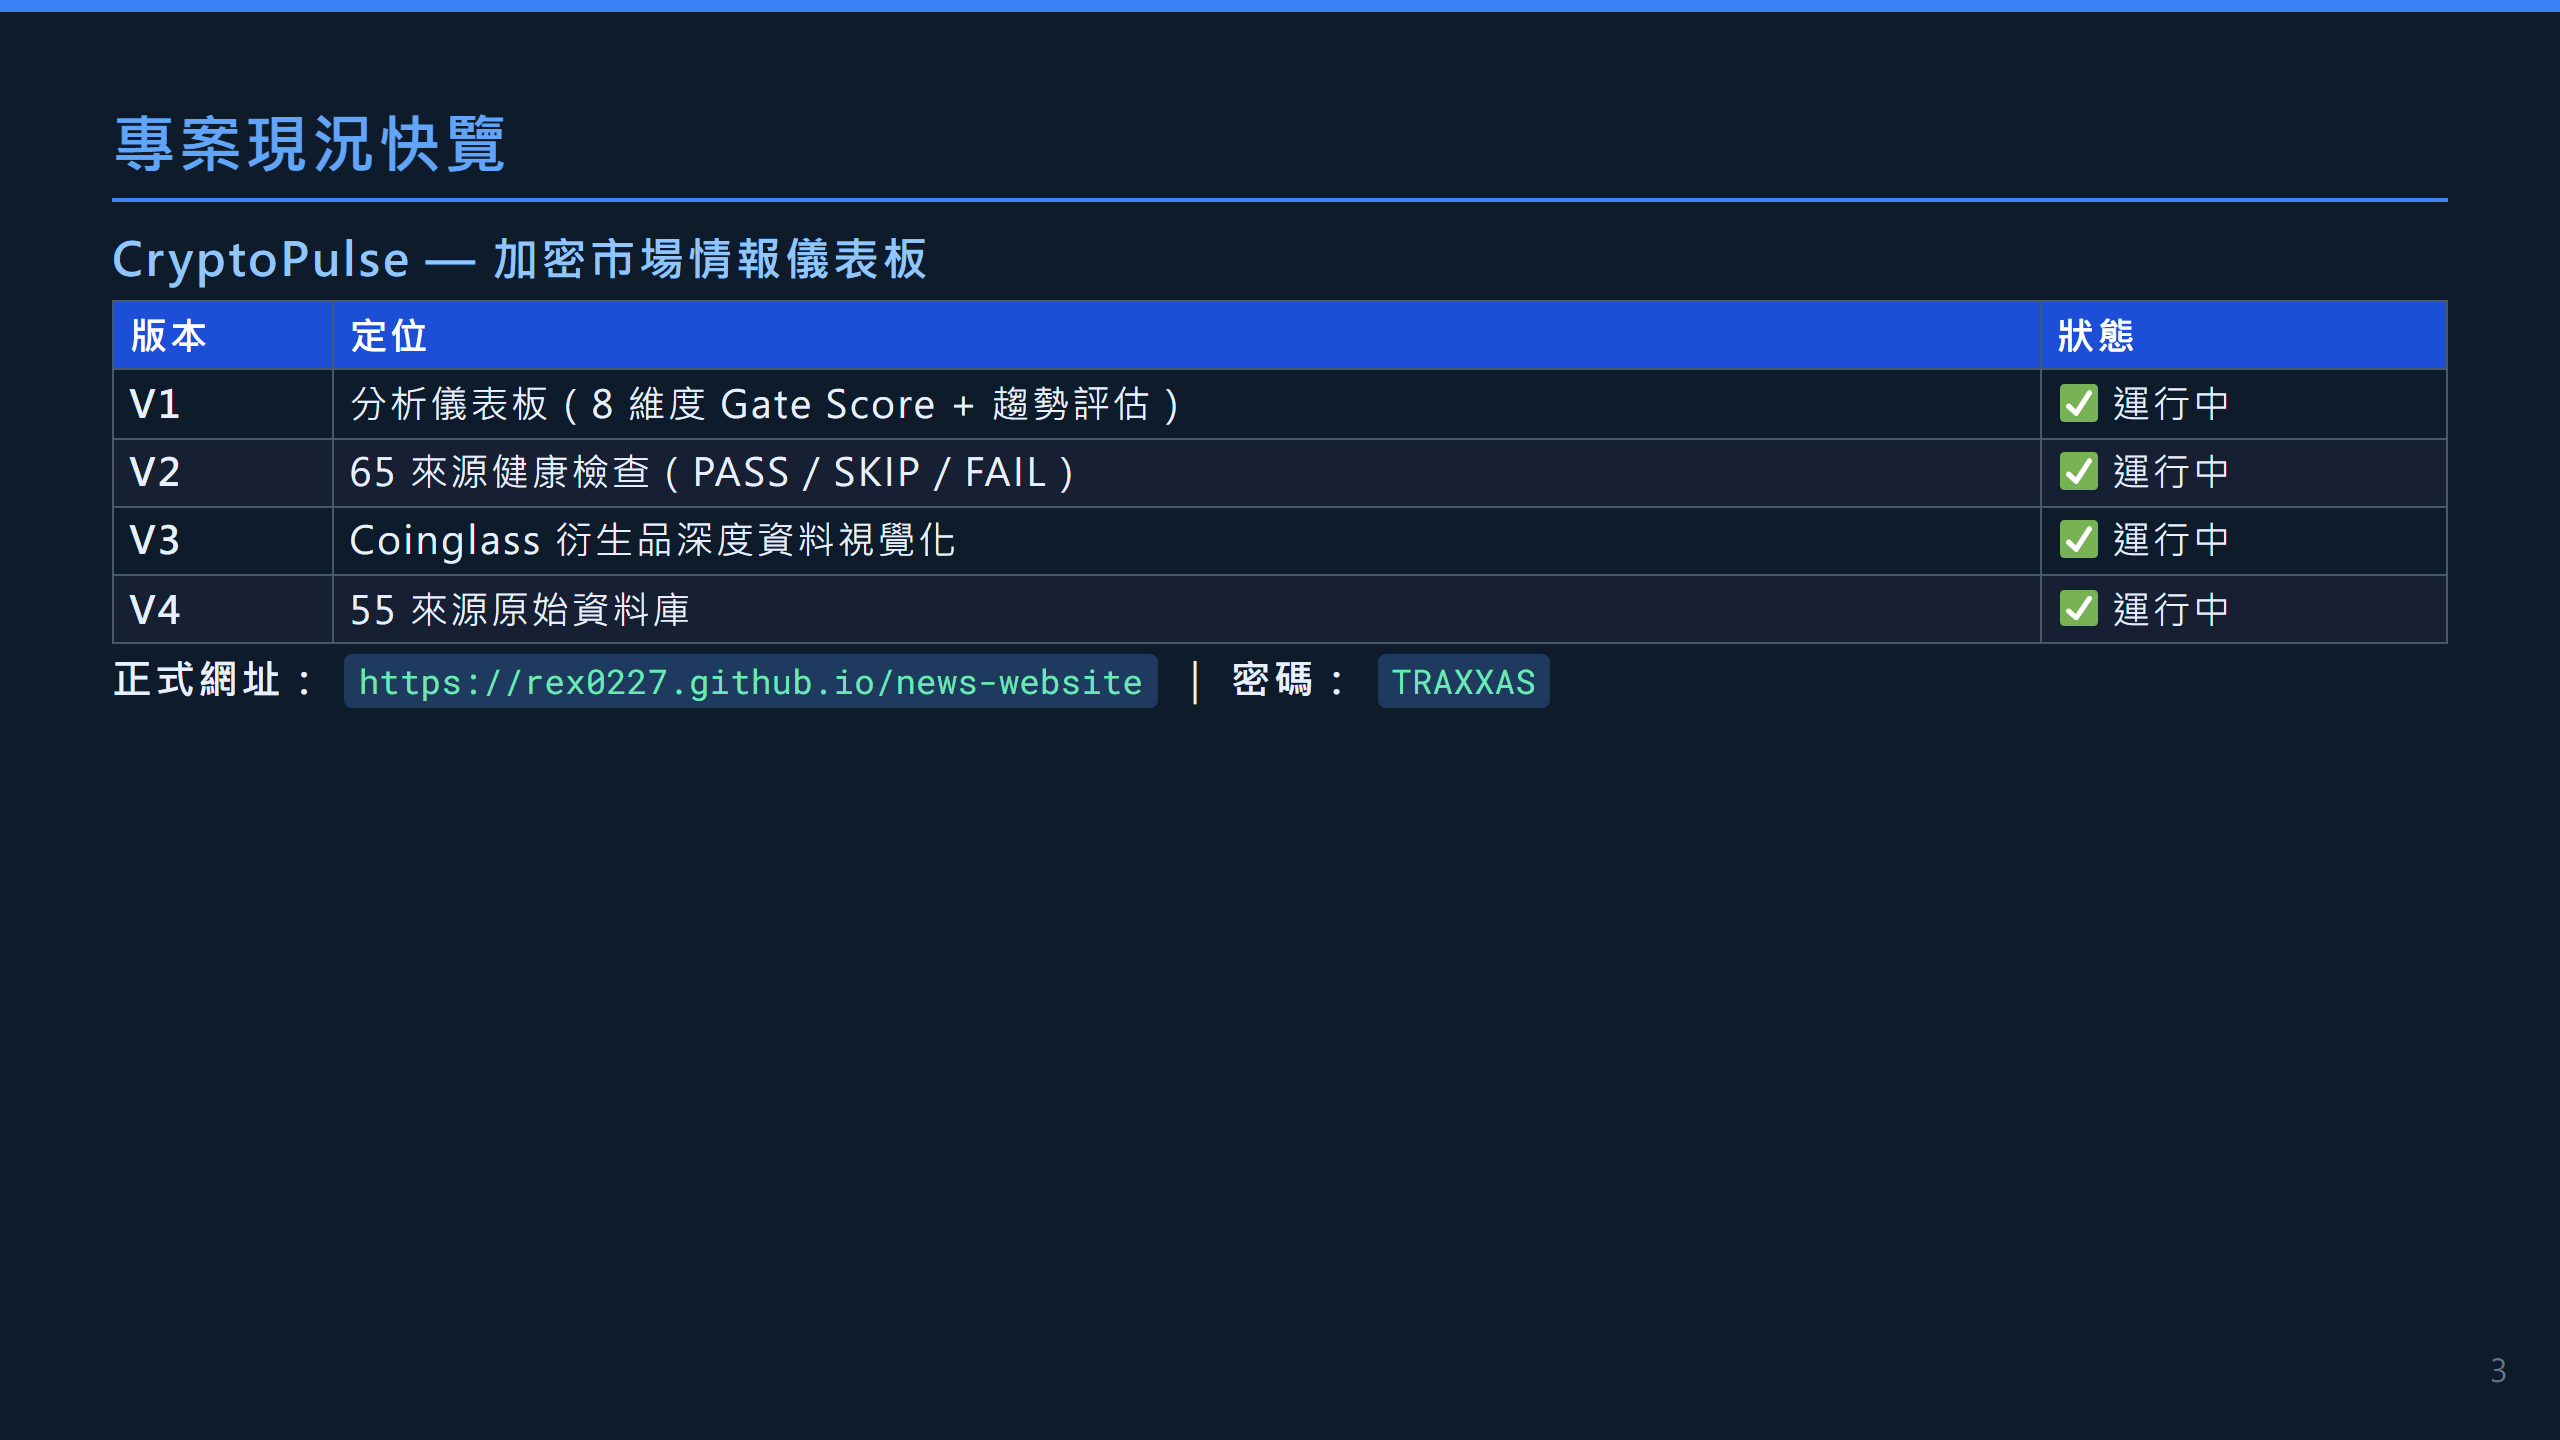 專案現況快覽
CryptoPulse — 加密市場情報儀表板
版本 定位 狀態
V1 分析儀表板（8 維度 Gate Score + 趨勢評估） ✅ 運行中
V2 65 來源健康檢查（PASS / SKIP / FAIL） ✅ 運行中
V3 Coinglass 衍生品深度資料視覺化 ✅ 運行中
V4 55 來源原始資料庫 ✅ 運行中
正式網址： https://rex0227.github.io/news-website ｜ 密碼： TRAXXAS
3